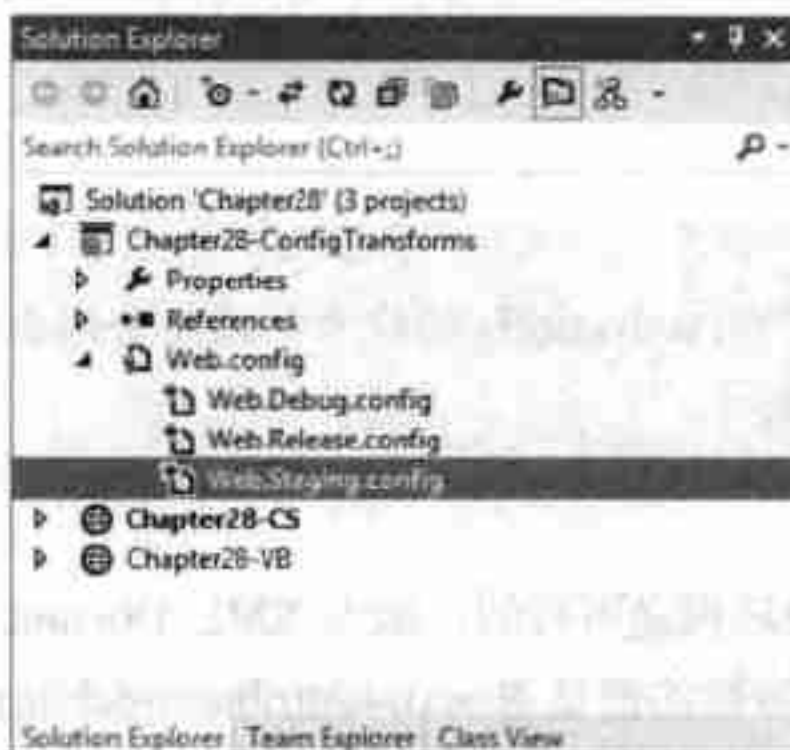 Solution Explorer
Search Solution Explorer (Ctrl+;)
Solution 'Chapter28' (3 projects)
Chapter28-ConfigTransforms
Properties
References
Web.config
Web.Debug.config
Web.Release.config
Web.Staging.config
Chapter28-CS
Chapter28-VB
Solution Explorer Team Explorer Class View